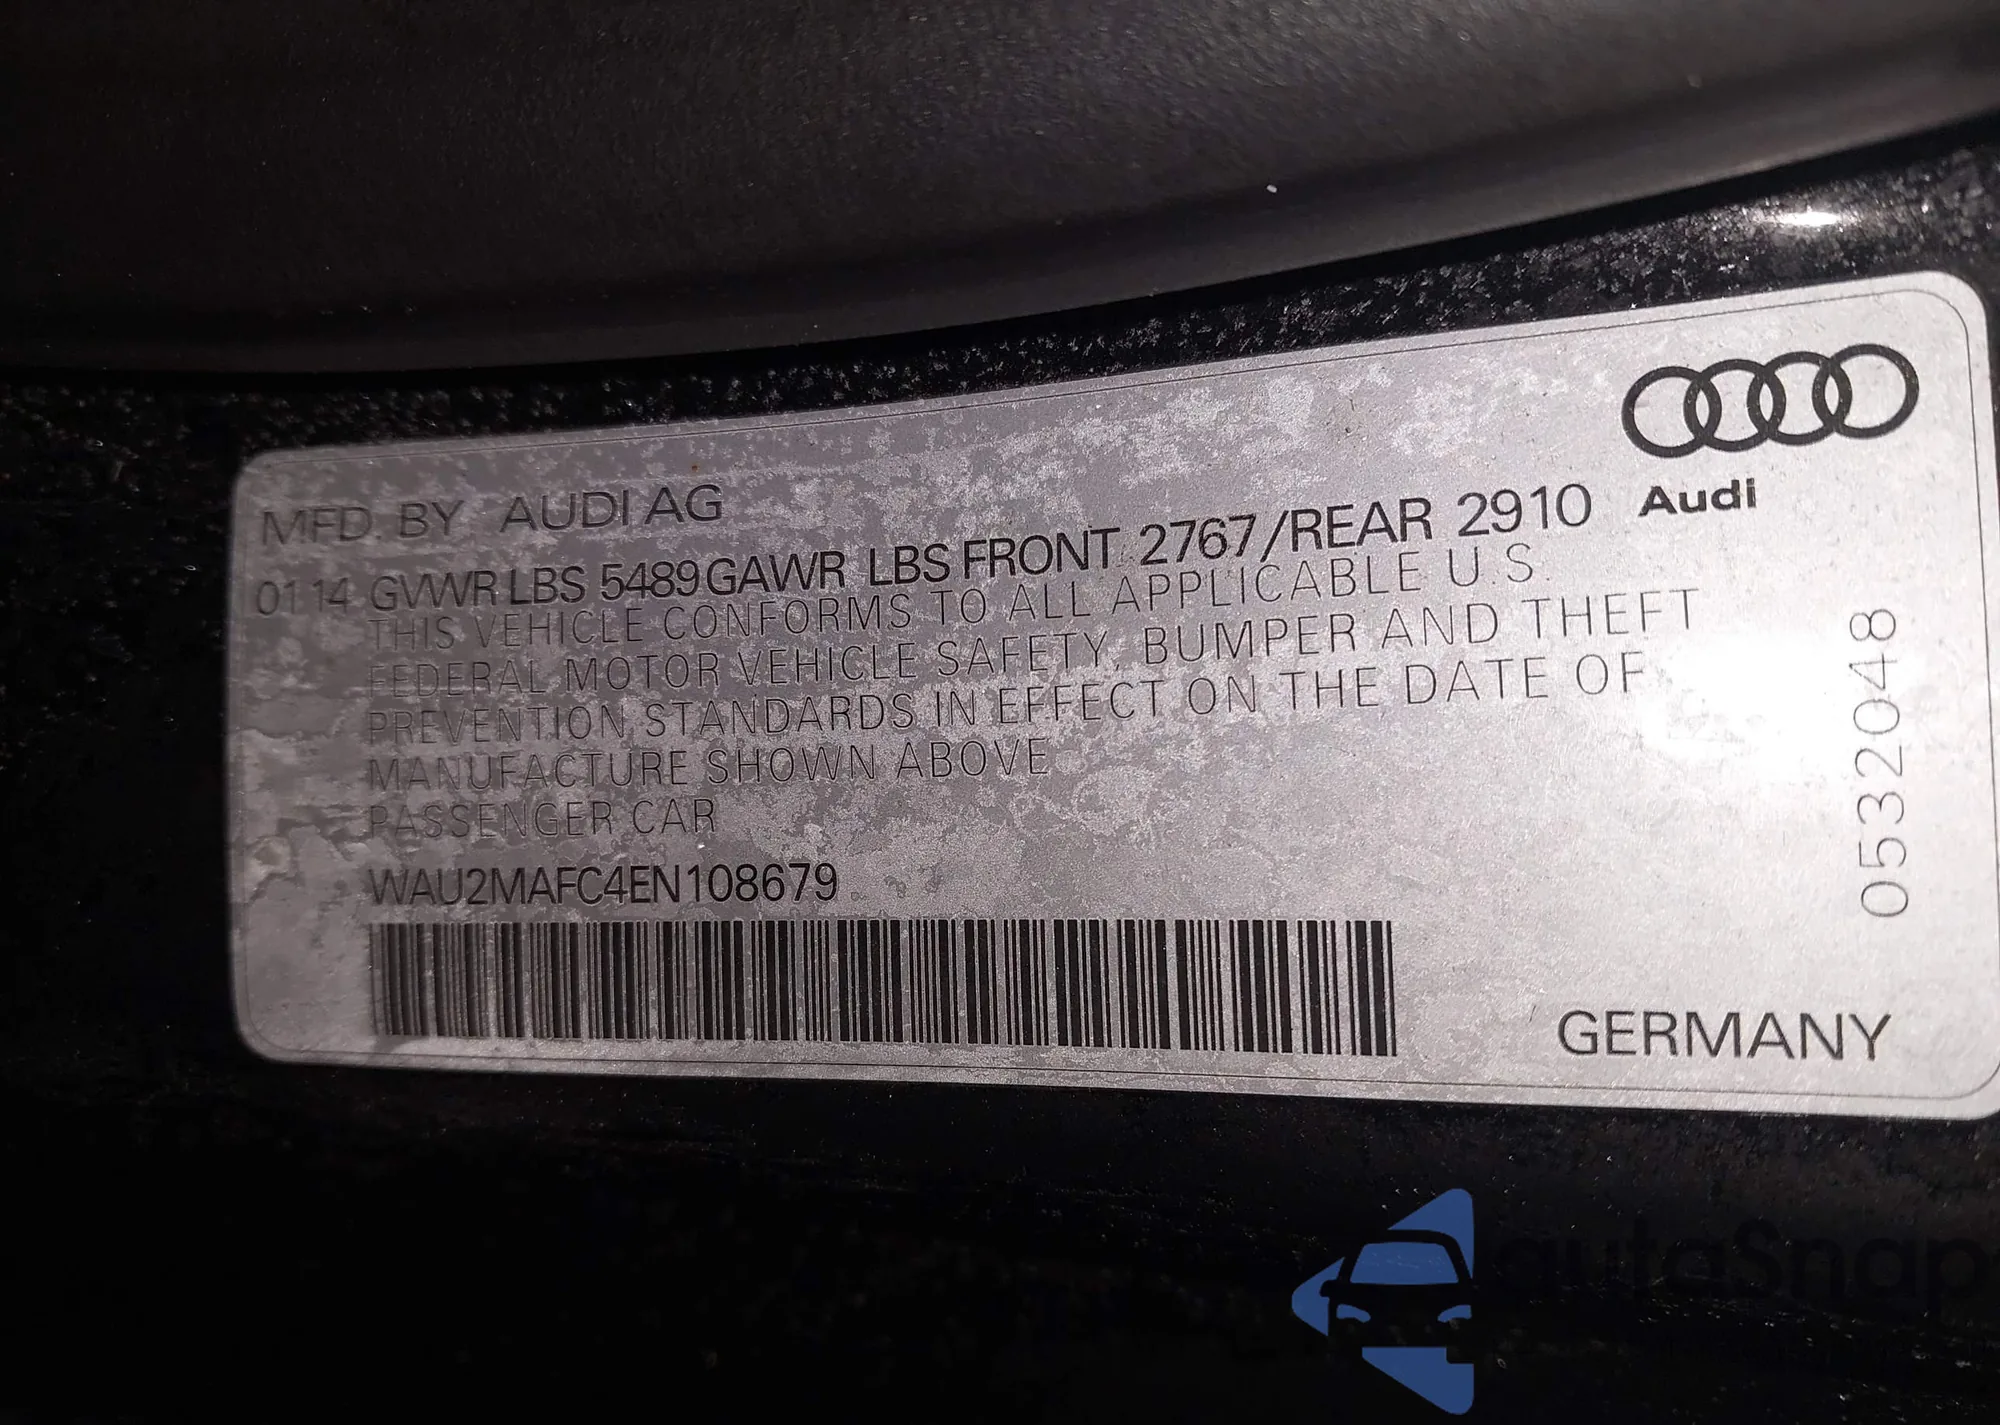 Audi
MFD. BY AUDI AG
01 14 GVWR LBS 5489 GAWR LBS FRONT 2767/REAR 2910
THIS VEHICLE CONFORMS TO ALL APPLICABLE U.S.
FEDERAL MOTOR VEHICLE SAFETY, BUMPER AND THEFT
PREVENTION STANDARDS IN EFFECT ON THE DATE OF
MANUFACTURE SHOWN ABOVE
PASSENGER CAR
WAU2MAFC4EN108679
0532048
GERMANY
autoSnap